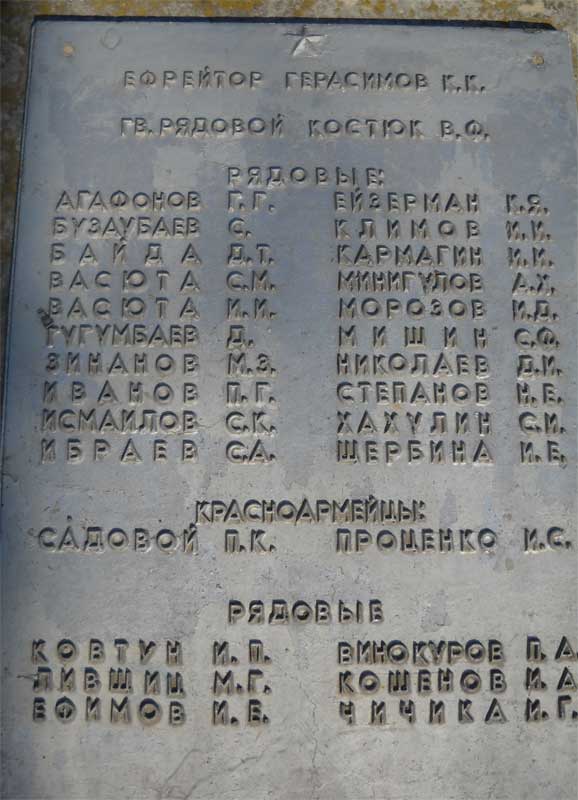 ЕФРЕЙТОР ГЕРАСИМОВ К.К.
ГВ. РЯДОВОЙ КОСТЮК В.Ф.
РЯДОВЫЕ:
АГАФОНОВ Г.Г. ЕЙЗЕРМАН К.Я.
БУЗАУБАЕВ С. КЛИМОВ И.И.
БАЙДА Д.Т. КАРМАГИН И.И.
ВАСЮТА С.М. МИНИГУЛОВ А.Х.
ВАСЮТА И.И. МОРОЗОВ И.Д.
ГУГУМБАЕВ Д. МИШИН С.Ф.
ЗИНАНОВ М.З. НИКОЛАЕВ Д.И.
ИВАНОВ П.Г. СТЕПАНОВ Н.Е.
ИСМАИЛОВ С.К. ХАХУЛИН С.И.
ИБРАЕВ С.А. ЩЕРБИНА И.Е.
КРАСНОАРМЕЙЦЫ:
САДОВОЙ П.К. ПРОЦЕНКО И.С.
РЯДОВЫЕ
КОВТУН И.П. ВИНОКУРОВ П.А.
ЛИВШИЦ М.Г. КОШЕНОВ И.А
ЕФИМОВ И.Е. ЧИЧИКА И.Г.